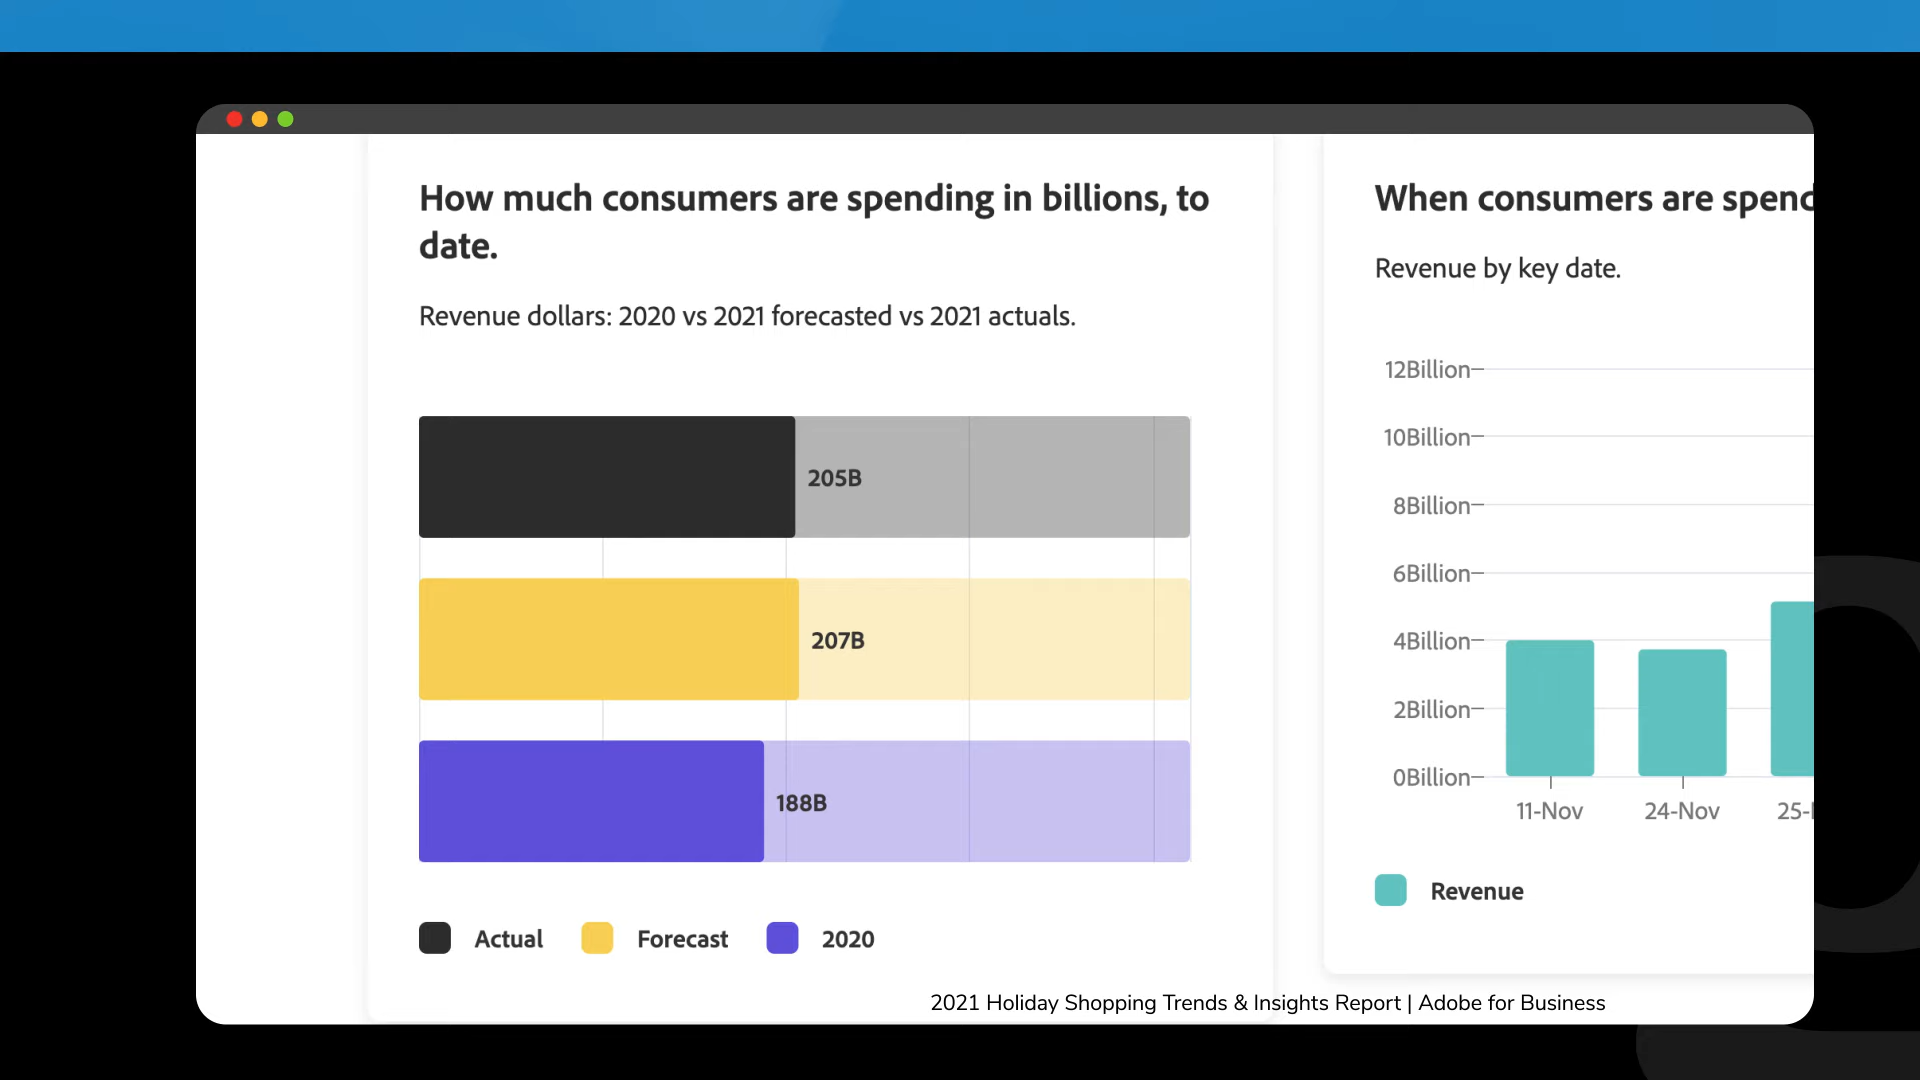 How much consumers are spending in billions, to
date.
Revenue dollars: 2020 vs 2021 forecasted vs 2021 actuals.
205B
207B
188B
Actual
Forecast
2020
When consumers are spend
Revenue by key date.
12Billion
10Billion
8Billion
6Billion
4Billion
2Billion
0Billion
11-Nov
24-Nov
25-
Revenue
2021 Holiday Shopping Trends & Insights Report | Adobe for Business